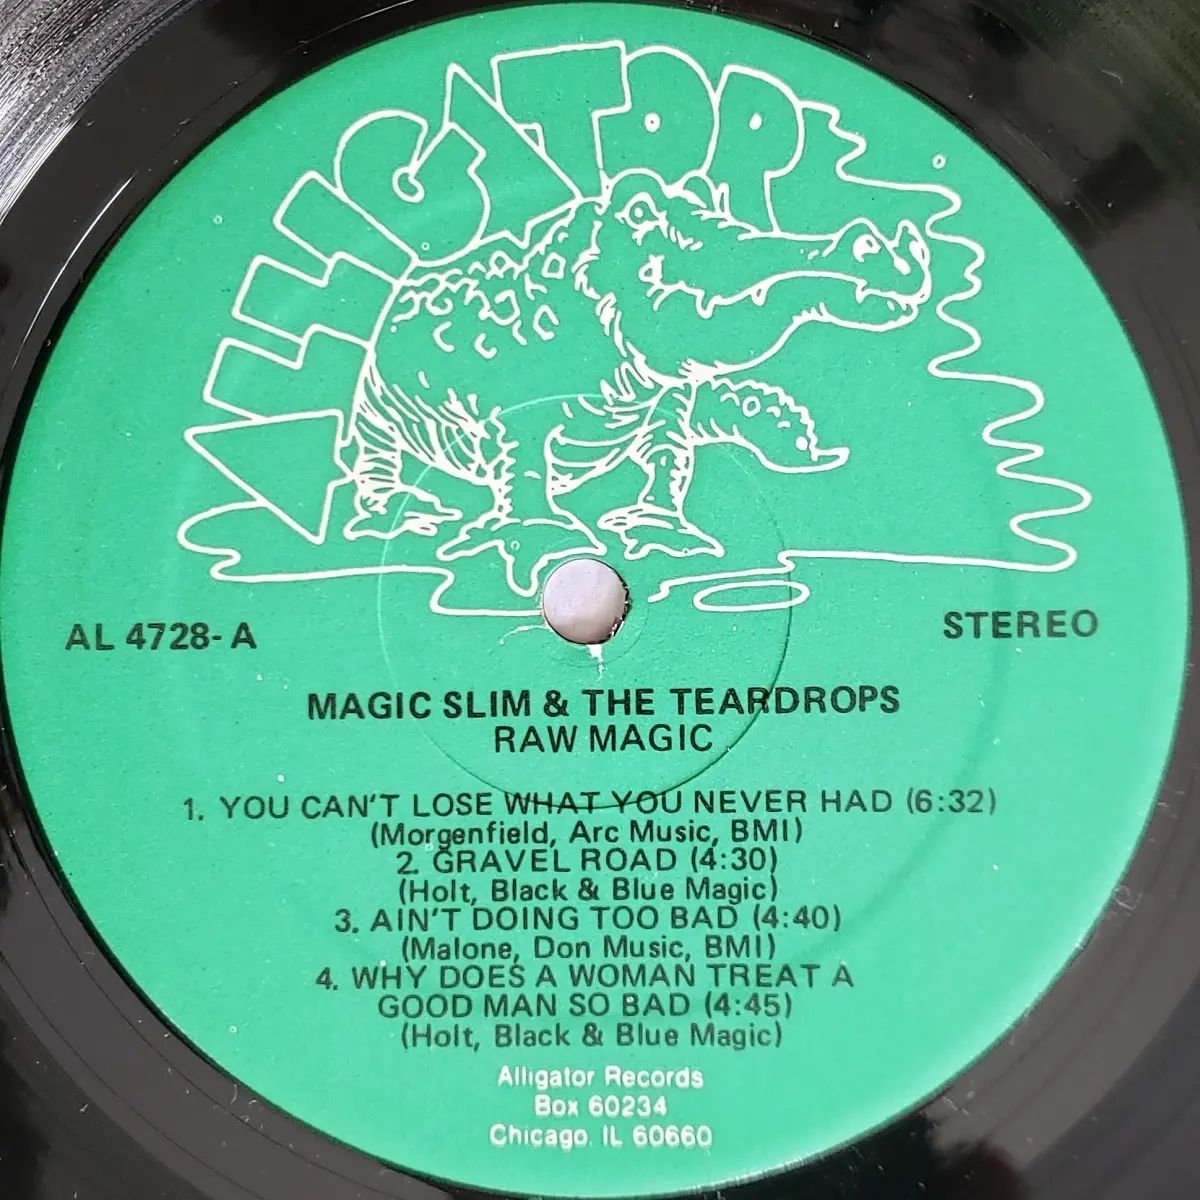 ALLIGATOR
AL 4728-A
STEREO
MAGIC SLIM & THE TEARDROPS
RAW MAGIC
1. YOU CAN'T LOSE WHAT YOU NEVER HAD (6:32)
(Morgenfield, Arc Music, BMI)
2. GRAVEL ROAD (4:30)
(Holt, Black & Blue Magic)
3. AIN'T DOING TOO BAD (4:40)
(Malone, Don Music, BMI)
4. WHY DOES A WOMAN TREAT A
GOOD MAN SO BAD (4:45)
(Holt, Black & Blue Magic)
Alligator Records
Box 60234
Chicago, IL 60660